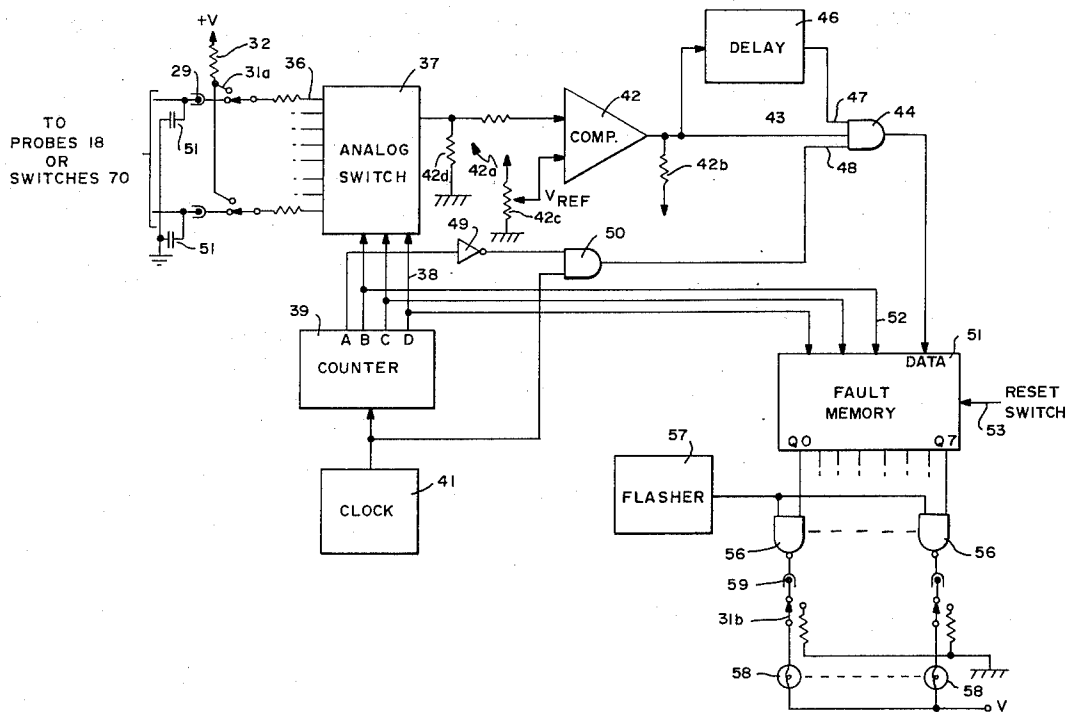 +V
32
31a
29
36
37
TO
PROBES 18
OR
SWITCHES 70
51
51
ANALOG
SWITCH
42d
42a
42
COMP.
VREF
42c
42b
46
DELAY
47
43
44
48
49
50
38
39
A B C D
COUNTER
52
51
DATA
FAULT
MEMORY
Q0
Q7
RESET
SWITCH
53
41
CLOCK
57
FLASHER
56
56
59
31b
58
58
V